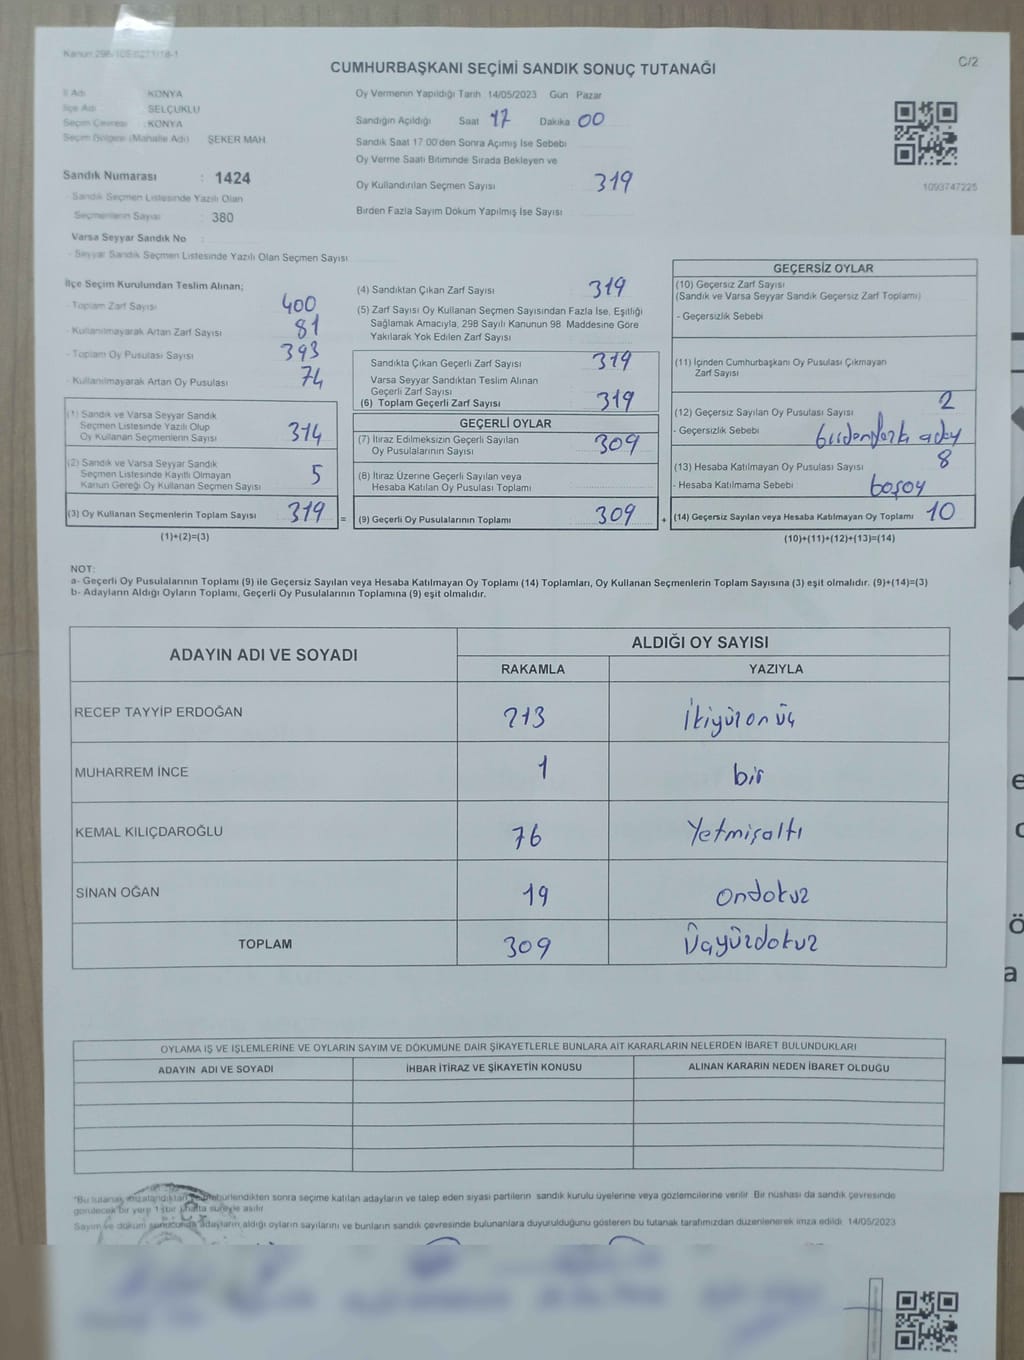 Kanun 298/105-0271/18-1
C/2
CUMHURBAŞKANI SEÇİMİ SANDIK SONUÇ TUTANAĞI
İl Adı KONYA
İlçe Adı SELÇUKLU
Seçim Çevresi : KONYA
Seçim Bölgesi (Mahalle Adı) ŞEKER MAH.
Sandık Numarası : 1424
- Sandık Seçmen Listesinde Yazılı Olan
Seçmenlerin Sayısı : 380
Varsa Seyyar Sandık No :
- Seyyar Sandık Seçmen Listesinde Yazılı Olan Seçmen Sayısı
Oy Vermenin Yapıldığı Tarih 14/05/2023 Gün Pazar
Sandığın Açıldığı Saat 17 Dakika 00
Sandık Saat 17:00'den Sonra Açımış İse Sebebi
Oy Verme Saati Bitiminde Sırada Bekleyen ve
Oy Kullandırılan Seçmen Sayısı 319
Birden Fazla Sayım Döküm Yapılmış İse Sayısı
1093747225
İlçe Seçim Kurulundan Teslim Alınan;
- Toplam Zarf Sayısı 400
- Kullanılmayarak Artan Zarf Sayısı 81
- Toplam Oy Pusulası Sayısı 393
- Kullanılmayarak Artan Oy Pusulası 74
(1) Sandık ve Varsa Seyyar Sandık
Seçmen Listesinde Yazılı Olup
Oy Kullanan Seçmenlerin Sayısı 314
(2) Sandık ve Varsa Seyyar Sandık
Seçmen Listesinde Kayıtlı Olmayan
Kanun Gereği Oy Kullanan Seçmen Sayısı 5
(3) Oy Kullanan Seçmenlerin Toplam Sayısı 319 =
(1)+(2)=(3)
(4) Sandıktan Çıkan Zarf Sayısı 319
(5) Zarf Sayısı Oy Kullanan Seçmen Sayısından Fazla İse, Eşitliği
Sağlamak Amacıyla, 298 Sayılı Kanunun 98. Maddesine Göre
Yakılarak Yok Edilen Zarf Sayısı
Sandıkta Çıkan Geçerli Zarf Sayısı 319
Varsa Seyyar Sandıktan Teslim Alınan
Geçerli Zarf Sayısı
(6) Toplam Geçerli Zarf Sayısı 319
GEÇERLİ OYLAR
(7) İtiraz Edilmeksizin Geçerli Sayılan
Oy Pusulalarının Sayısı 309
(8) İtiraz Üzerine Geçerli Sayılan veya
Hesaba Katılan Oy Pusulası Toplamı
(9) Geçerli Oy Pusulalarının Toplamı 309 +
GEÇERSİZ OYLAR
(10) Geçersiz Zarf Sayısı
(Sandık ve Varsa Seyyar Sandık Geçersiz Zarf Toplamı)
- Geçersizlik Sebebi
(11) İçinden Cumhurbaşkanı Oy Pusulası Çıkmayan
Zarf Sayısı
(12) Geçersiz Sayılan Oy Pusulası Sayısı 2
- Geçersizlik Sebebi birdenfazla aday
(13) Hesaba Katılmayan Oy Pusulası Sayısı 8
- Hesaba Katılmama Sebebi boşoy
(14) Geçersiz Sayılan veya Hesaba Katılmayan Oy Toplamı 10
(10)+(11)+(12)+(13)=(14)
NOT:
a- Geçerli Oy Pusulalarının Toplamı (9) ile Geçersiz Sayılan veya Hesaba Katılmayan Oy Toplamı (14) Toplamları, Oy Kullanan Seçmenlerin Toplam Sayısına (3) eşit olmalıdır. (9)+(14)=(3)
b- Adayların Aldığı Oyların Toplamı, Geçerli Oy Pusulalarının Toplamına (9) eşit olmalıdır.
ADAYIN ADI VE SOYADI ALDIĞI OY SAYISI
RAKAMLA YAZIYLA
RECEP TAYYİP ERDOĞAN 213 İkiyüzonüç
MUHARREM İNCE 1 bir
KEMAL KILIÇDAROĞLU 76 Yetmişaltı
SİNAN OĞAN 19 ondokuz
TOPLAM 309 Üçyüzdokuz
OYLAMA İŞ VE İŞLEMLERİNE VE OYLARIN SAYIM VE DÖKÜMÜNE DAİR ŞİKAYETLERLE BUNLARA AİT KARARLARIN NELERDEN İBARET BULUNDUKLARI
ADAYIN ADI VE SOYADI İHBAR İTİRAZ VE ŞİKAYETİN KONUSU ALINAN KARARIN NEDEN İBARET OLDUĞU
"Bu tutanak imzalandıktan ve mühürlendikten sonra seçime katılan adayların ve talep eden siyasi partilerin sandık kurulu üyelerine veya gözlemcilerine verilir. Bir nüshası da sandık çevresinde
görülecek bir yere 1 (bir) hafta süreyle asılır
Sayım ve döküm sonucunda adayların aldığı oyların sayılarını ve bunların sandık çevresinde bulunanlara duyurulduğunu gösteren bu tutanak tarafımızdan düzenlenerek imza edildi. 14/05/2023